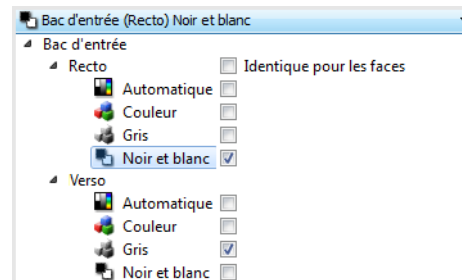 Bac d'entrée (Recto) Noir et blanc
Bac d'entrée
Recto Identique pour les faces
Automatique
Couleur
Gris
Noir et blanc
Verso
Automatique
Couleur
Gris
Noir et blanc